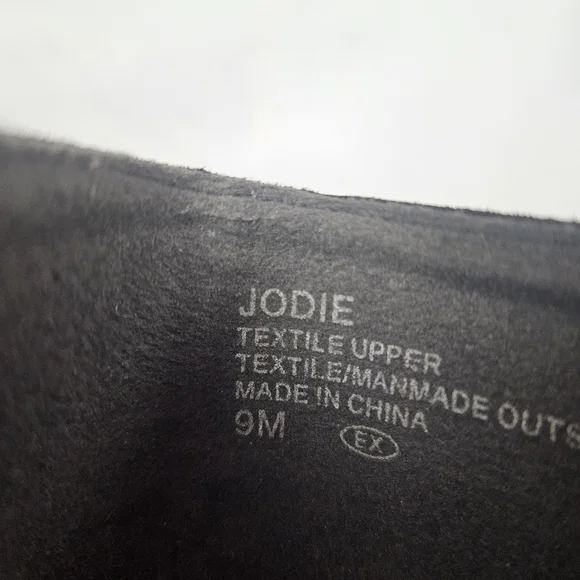 JODIE
TEXTILE UPPER
TEXTILE/MANMADE OUTS
MADE IN CHINA
9M EX